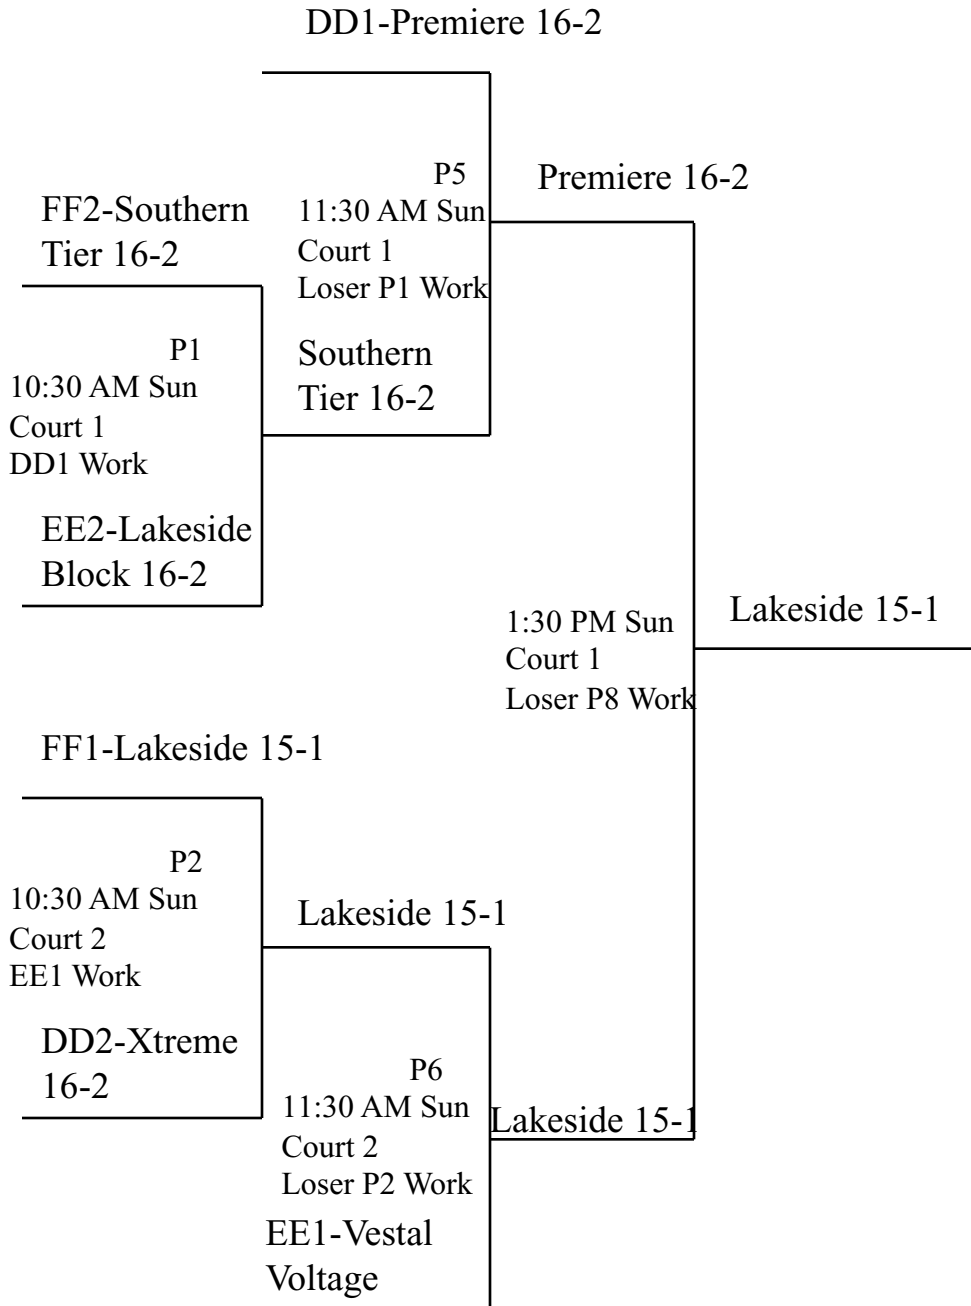 DD1-Premiere 16-2
P5
Premiere 16-2
FF2-Southern
Tier 16-2
11:30 AM Sun
Court 1
Loser P1 Work
P1
10:30 AM Sun
Court 1
DD1 Work
Southern
Tier 16-2
EE2-Lakeside
Block 16-2
1:30 PM Sun
Court 1
Loser P8 Work
Lakeside 15-1
FF1-Lakeside 15-1
P2
10:30 AM Sun
Court 2
EE1 Work
Lakeside 15-1
DD2-Xtreme
16-2
P6
11:30 AM Sun
Court 2
Loser P2 Work
Lakeside 15-1
EE1-Vestal
Voltage